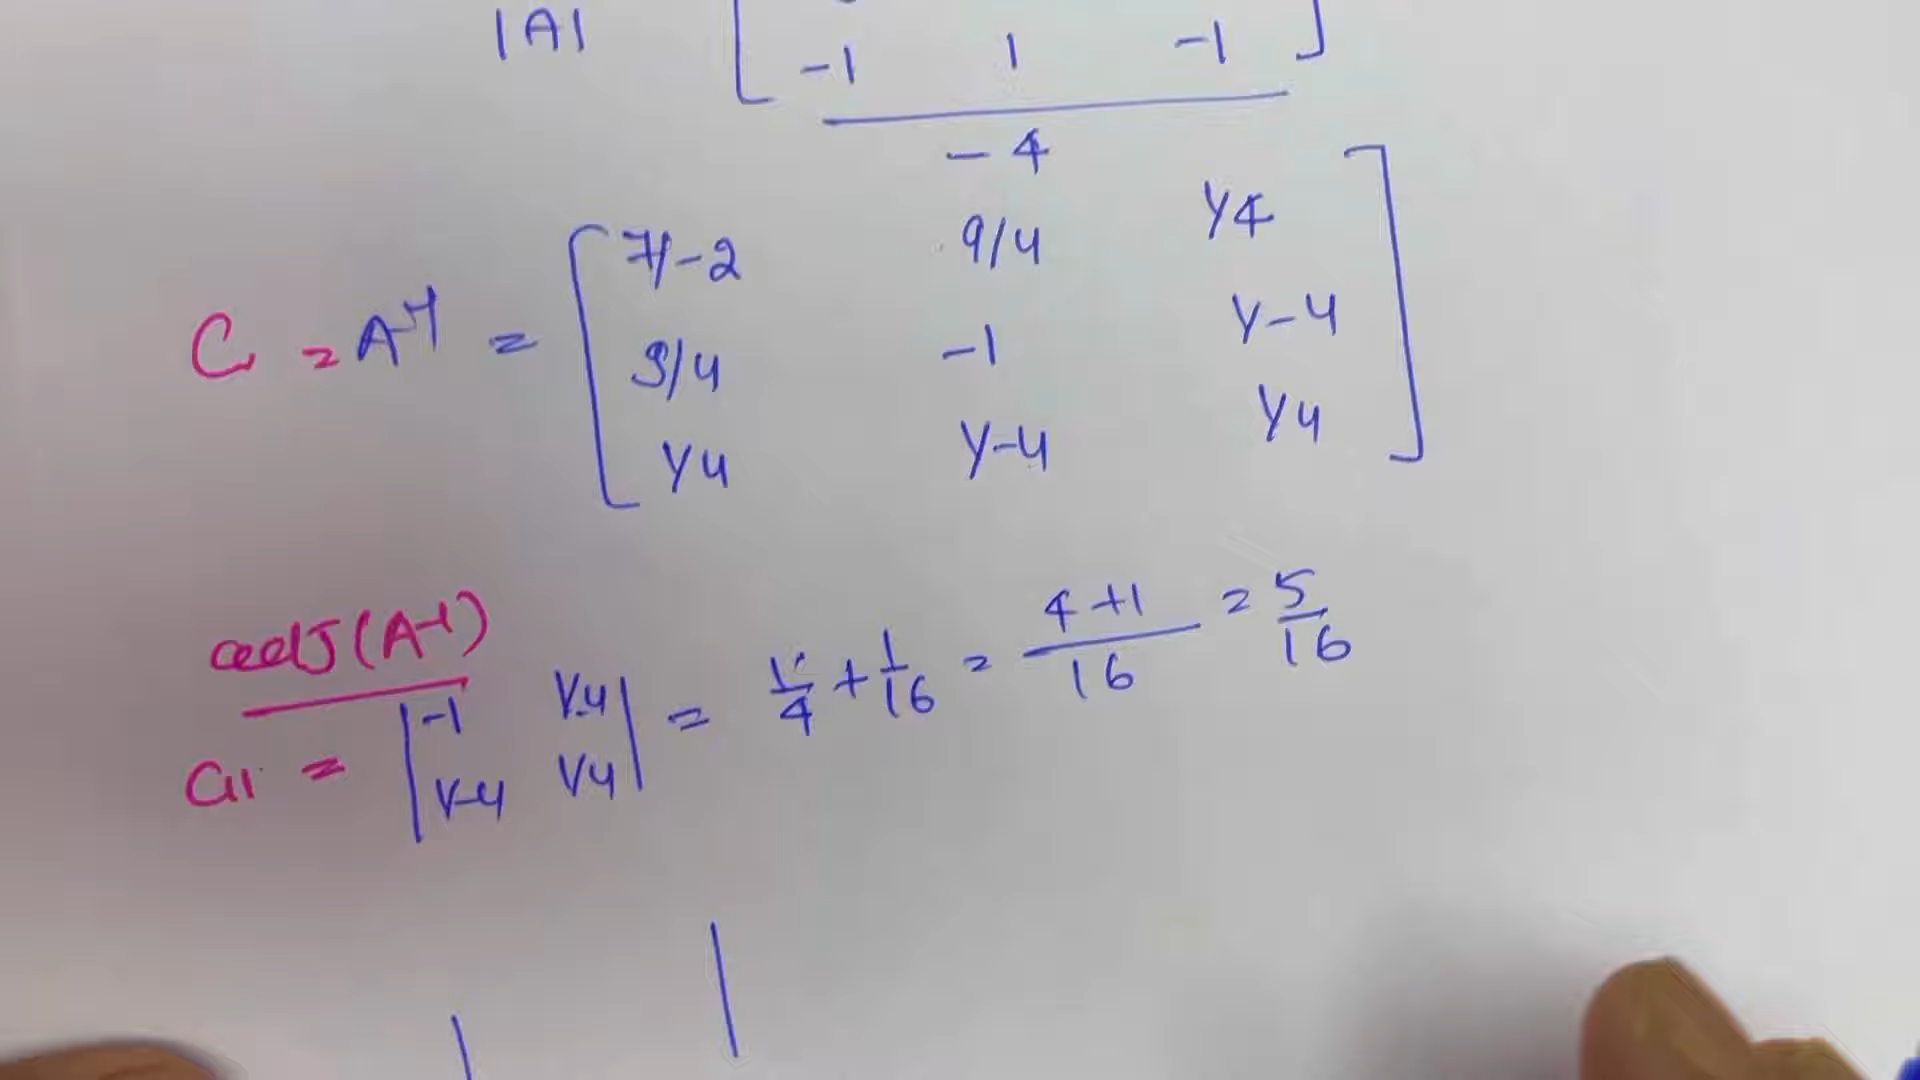 |A| [ -1 1 -1 ]
-4
C = A⁻¹ = [ 7/-2 9/4 1/4
9/4 -1 1/-4
1/4 1/-4 1/4 ]
adJ(A⁻¹)
C11 = | -1 1/-4 | = 1/4 + 1/16 = 4+1/16 = 5/16
| 1/-4 1/4 |